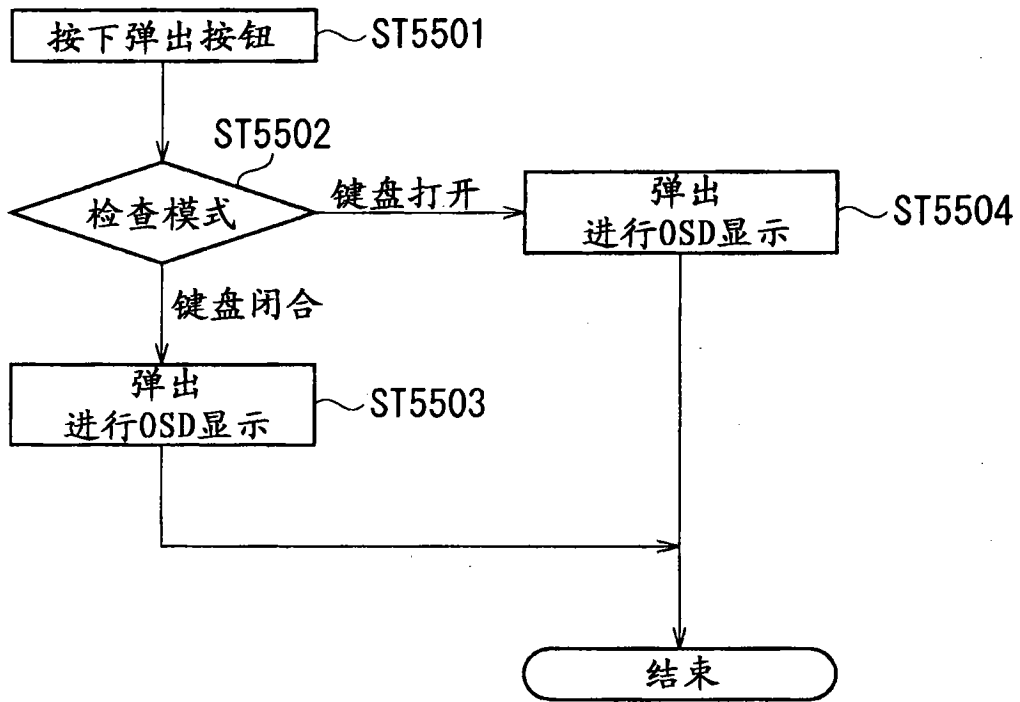 按下弹出按钮
ST5501
ST5502
检查模式
键盘打开
弹出
进行OSD显示
ST5504
键盘闭合
弹出
进行OSD显示
ST5503
结束